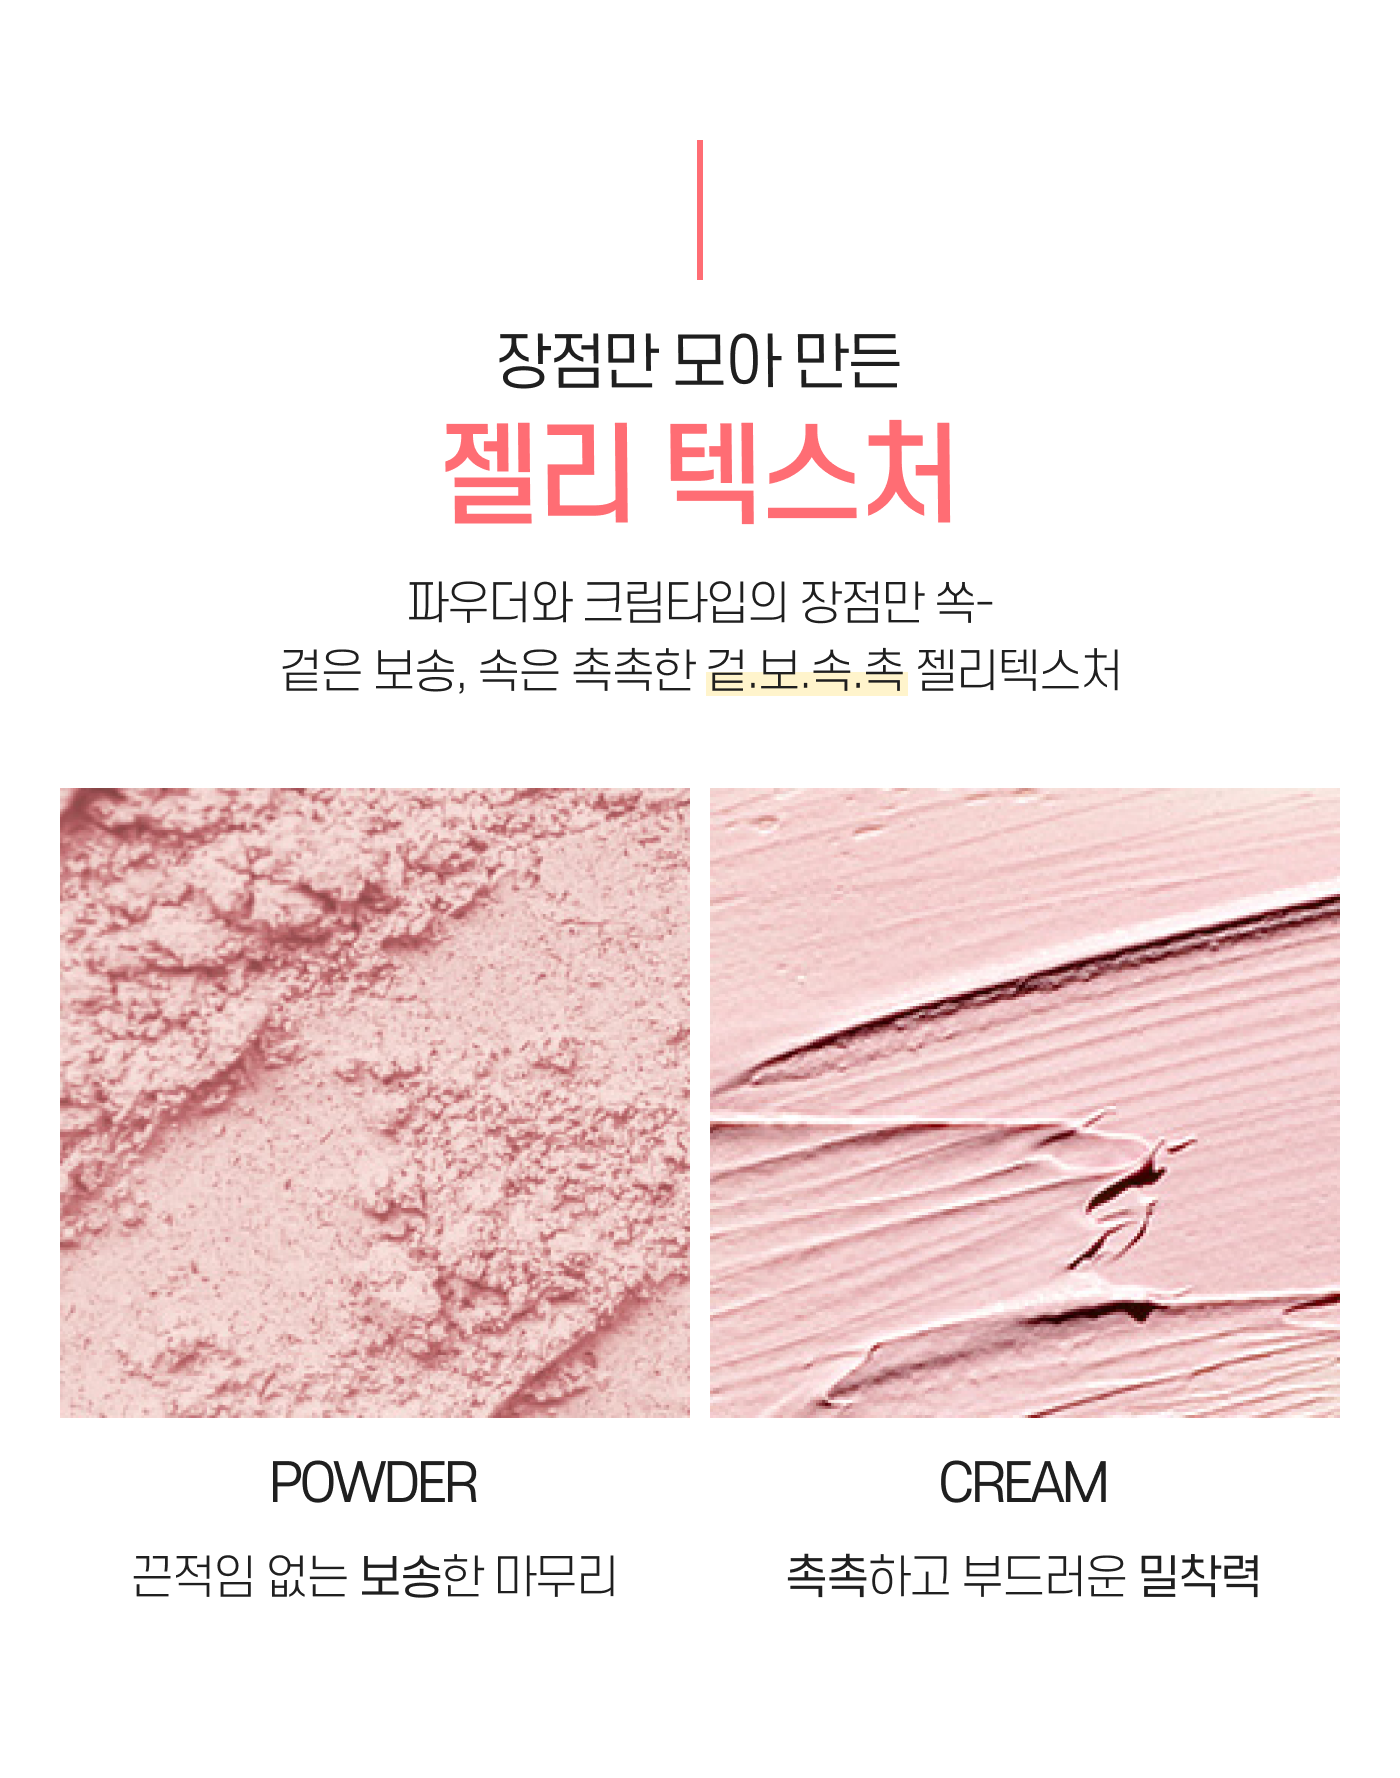 장점만 모아 만든
젤리 텍스처
파우더와 크림타입의 장점만 쏙-
겉은 보송, 속은 촉촉한 겉.보.속.촉 젤리텍스처
POWDER
끈적임 없는 보송한 마무리
CREAM
촉촉하고 부드러운 밀착력